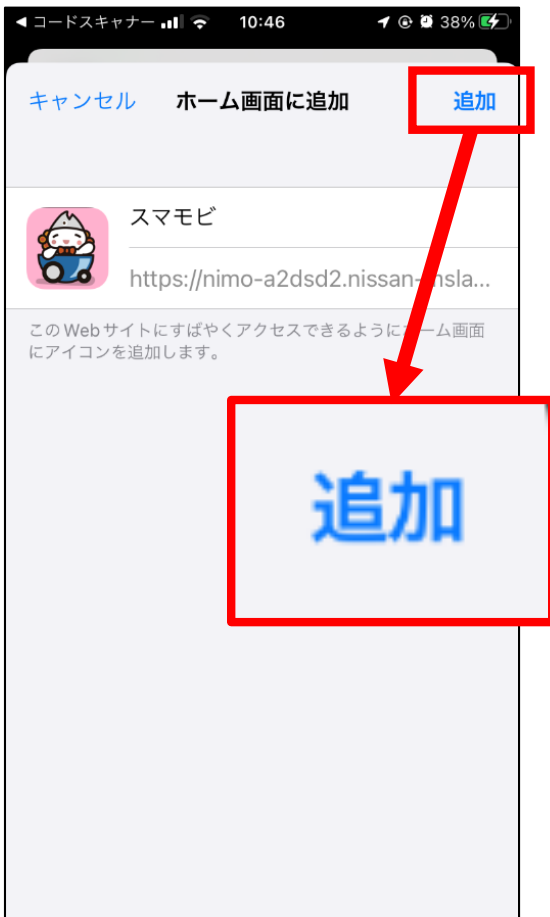 ◀ コードスキャナー 10:46 38%
キャンセル ホーム画面に追加 追加
スマモビ
https://nimo-a2dsd2.nissan-
このWebサイトにすばやくアクセスできるように ーム画面
にアイコンを追加します。
追加